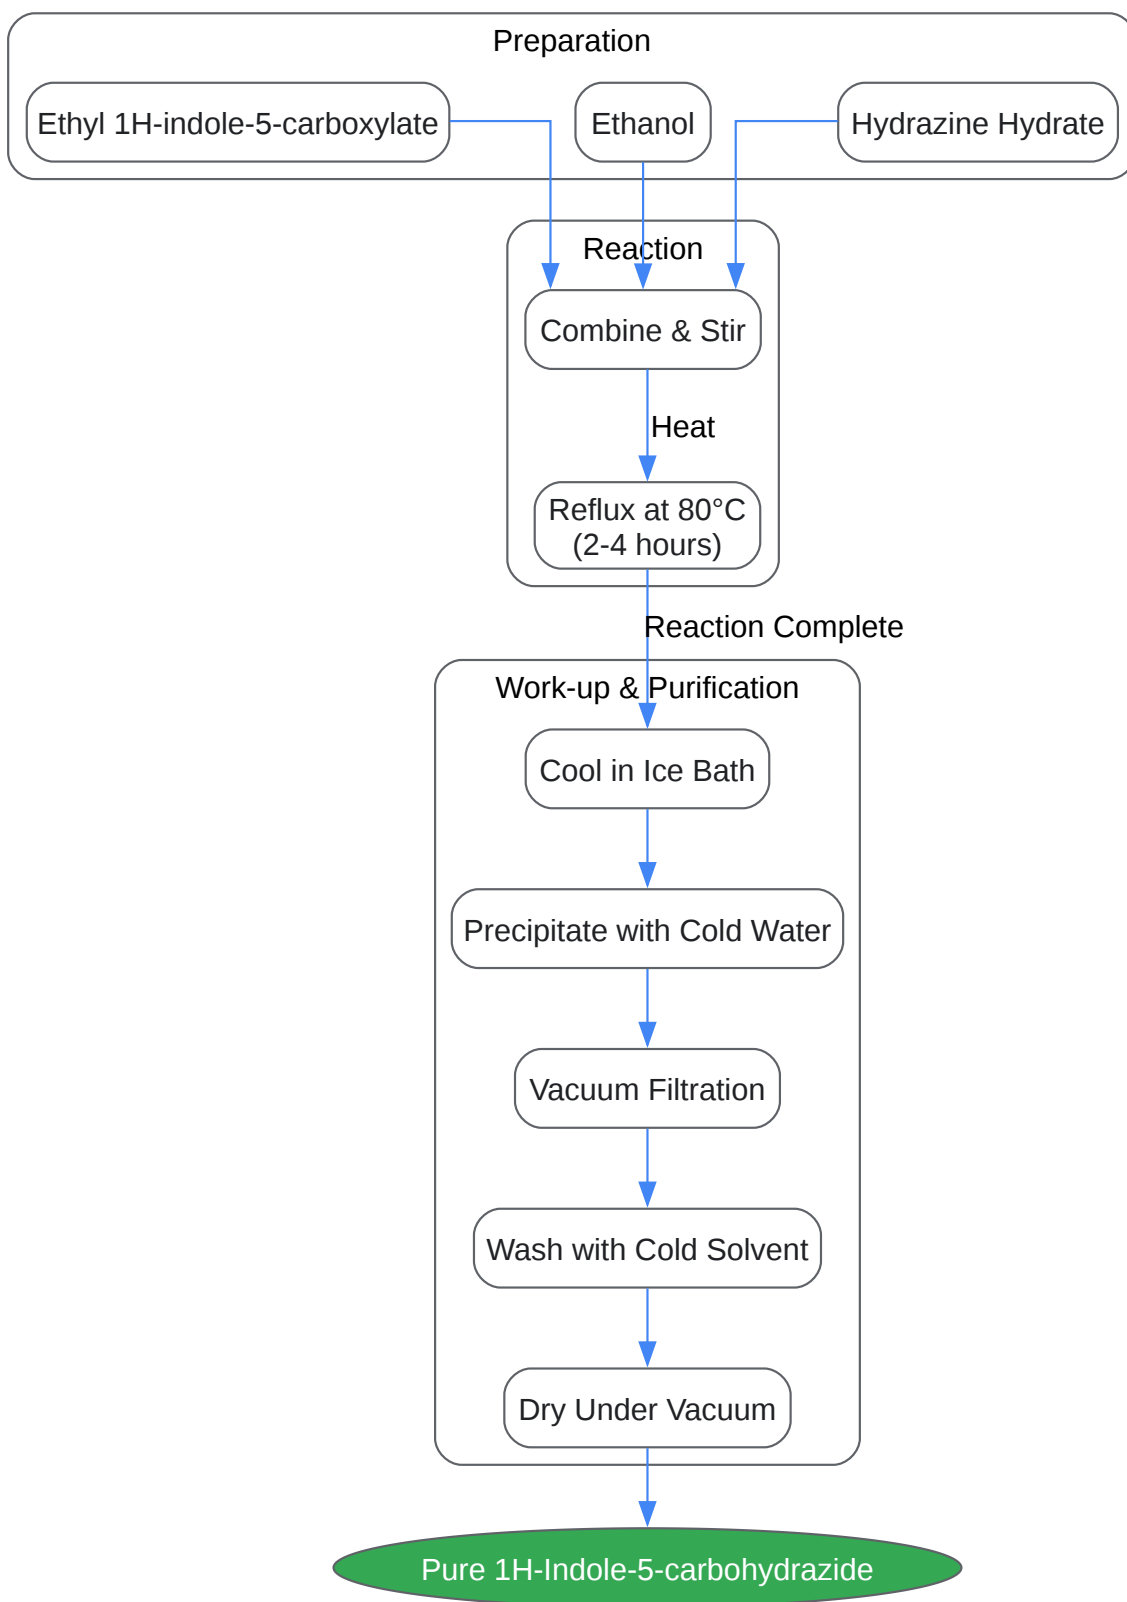 Preparation
Ethyl 1H-indole-5-carboxylate
Ethanol
Hydrazine Hydrate
Reaction
Combine & Stir
Heat
Reflux at 80°C
(2-4 hours)
Reaction Complete
Work-up & Purification
Cool in Ice Bath
Precipitate with Cold Water
Vacuum Filtration
Wash with Cold Solvent
Dry Under Vacuum
Pure 1H-Indole-5-carbohydrazide